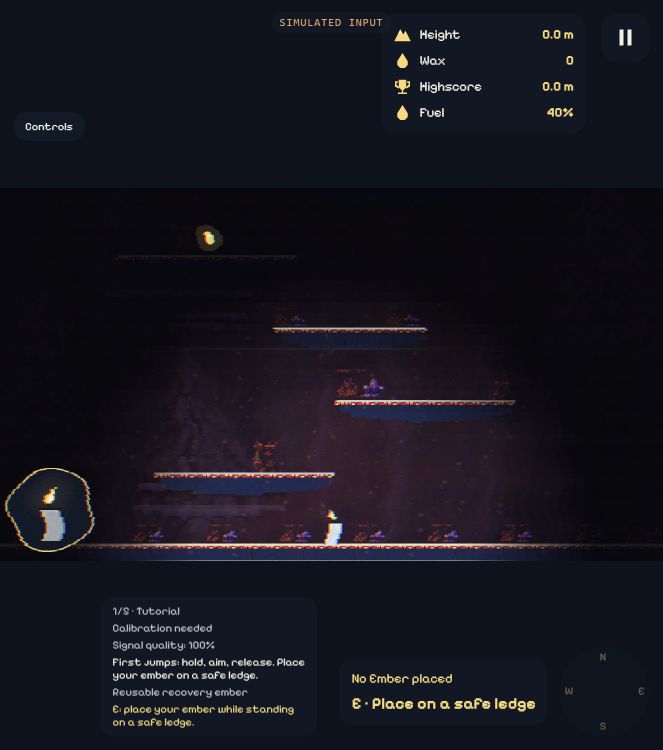 SIMULATED INPUT
Height 0.0 m
Wax 0
Highscore 0.0 m
Fuel 40%
Controls
1/5 · Tutorial
Calibration needed
Signal quality: 100%
First Jumps: hold, aim, release. Place
your ember on a safe ledge.
Reusable recovery ember
E: place your ember while standing
on a safe ledge.
No Ember placed
E · Place on a safe ledge
N
W E
S